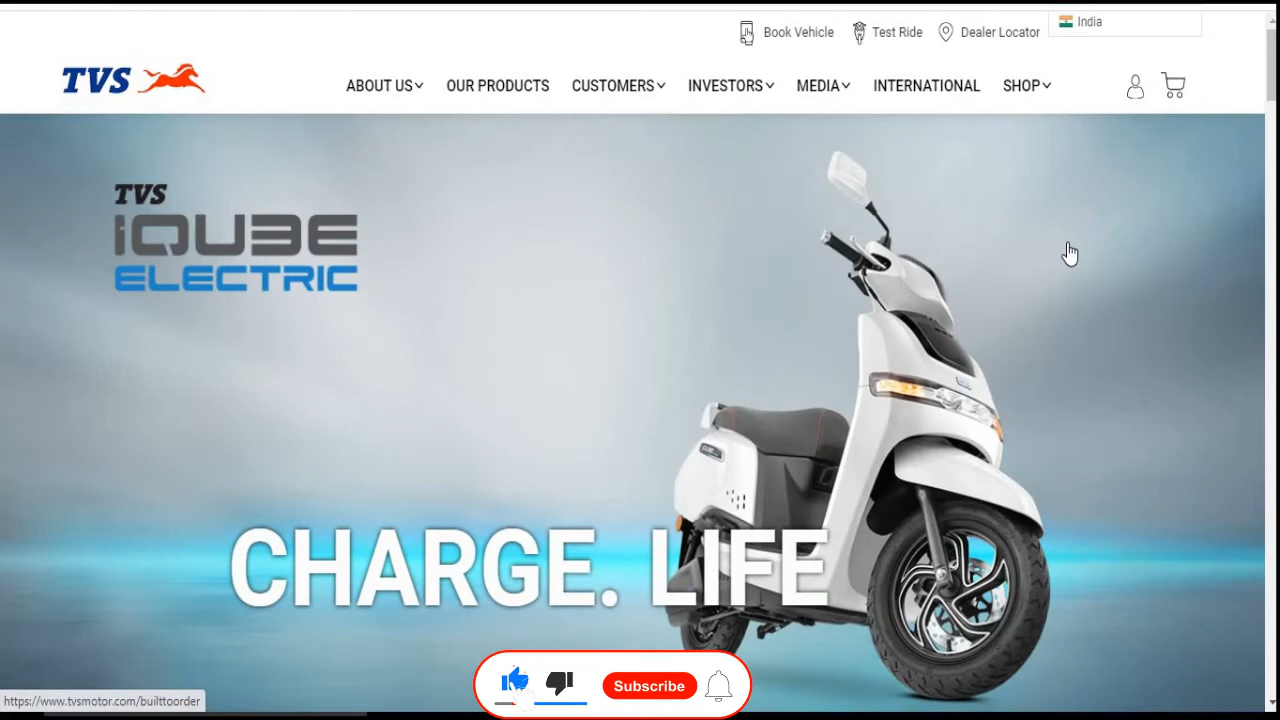 Book Vehicle Test Ride Dealer Locator India
TVS
ABOUT US OUR PRODUCTS CUSTOMERS INVESTORS MEDIA INTERNATIONAL SHOP
TVS
iQUBE
ELECTRIC
CHARGE. LIFE
Subscribe
https://www.tvsmotor.com/builttoorder